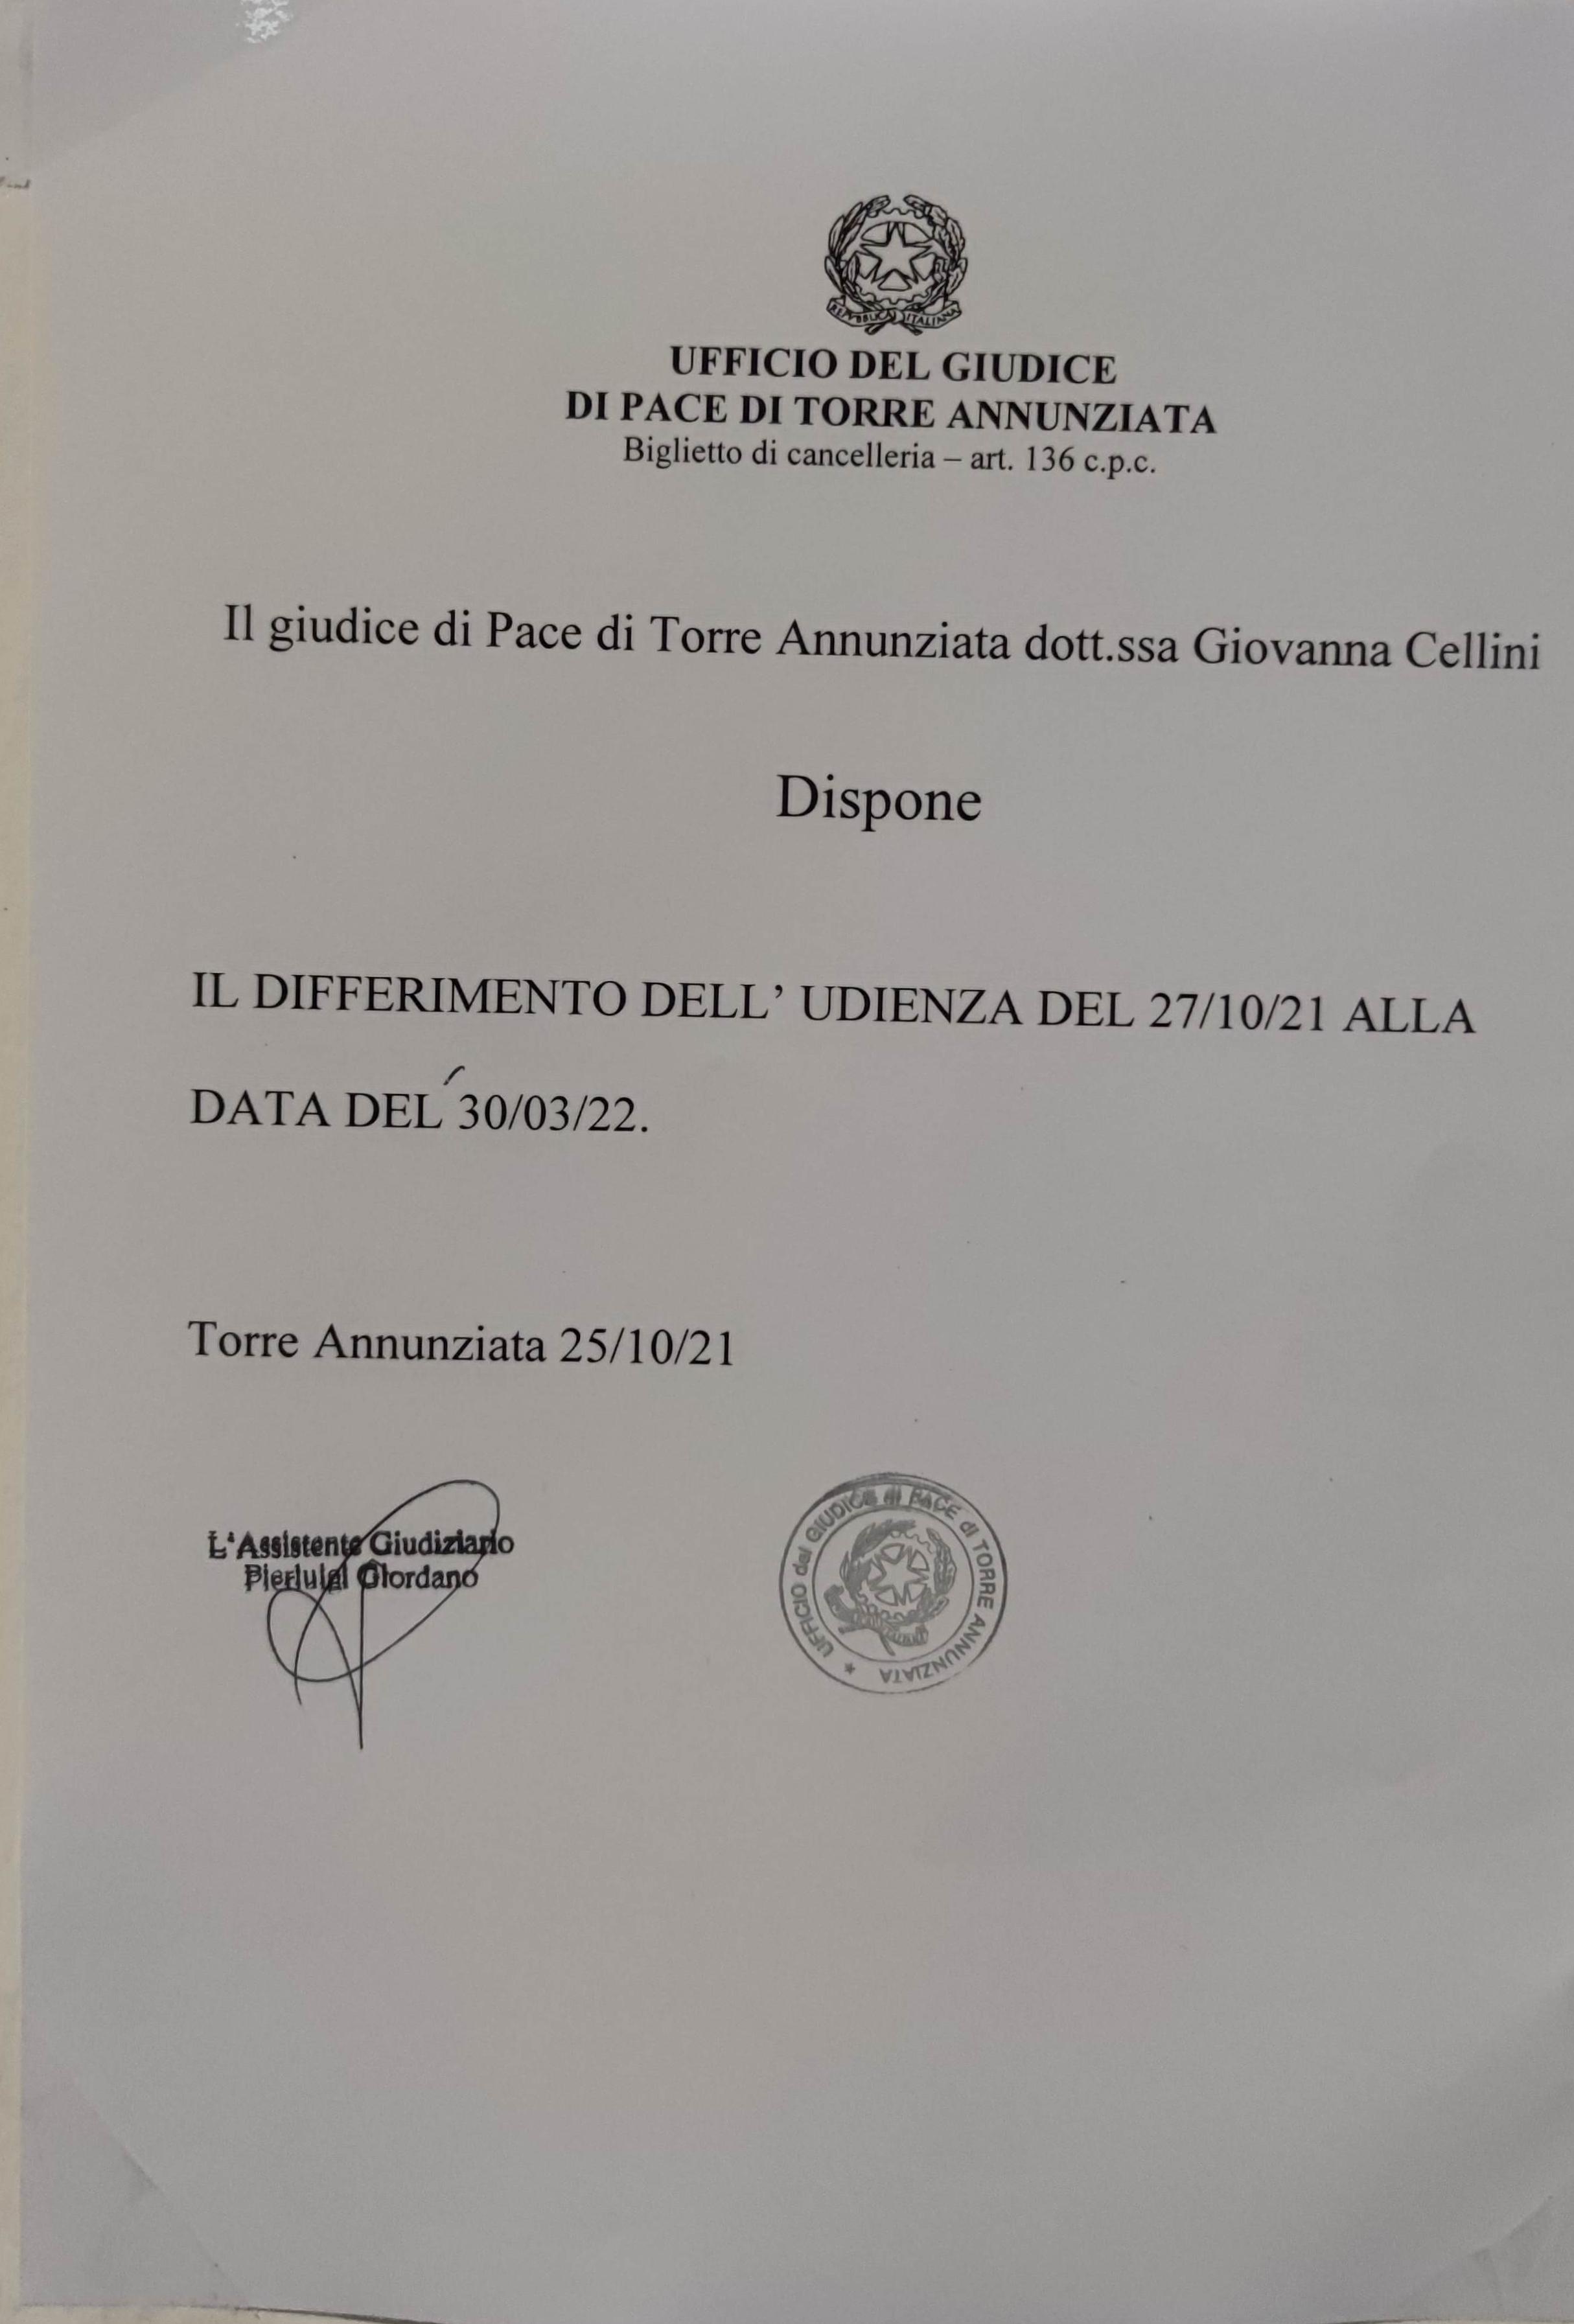 REPUBBLICA ITALIANA
UFFICIO DEL GIUDICE
DI PACE DI TORRE ANNUNZIATA
Biglietto di cancelleria – art. 136 c.p.c.
Il giudice di Pace di Torre Annunziata dott.ssa Giovanna Cellini
Dispone
IL DIFFERIMENTO DELL’ UDIENZA DEL 27/10/21 ALLA
DATA DEL 30/03/22.
Torre Annunziata 25/10/21
L'Assistente Giudiziario
Pierluigi Giordano
UFFICIO del GIUDICE di PACE di TORRE ANNUNZIATA *